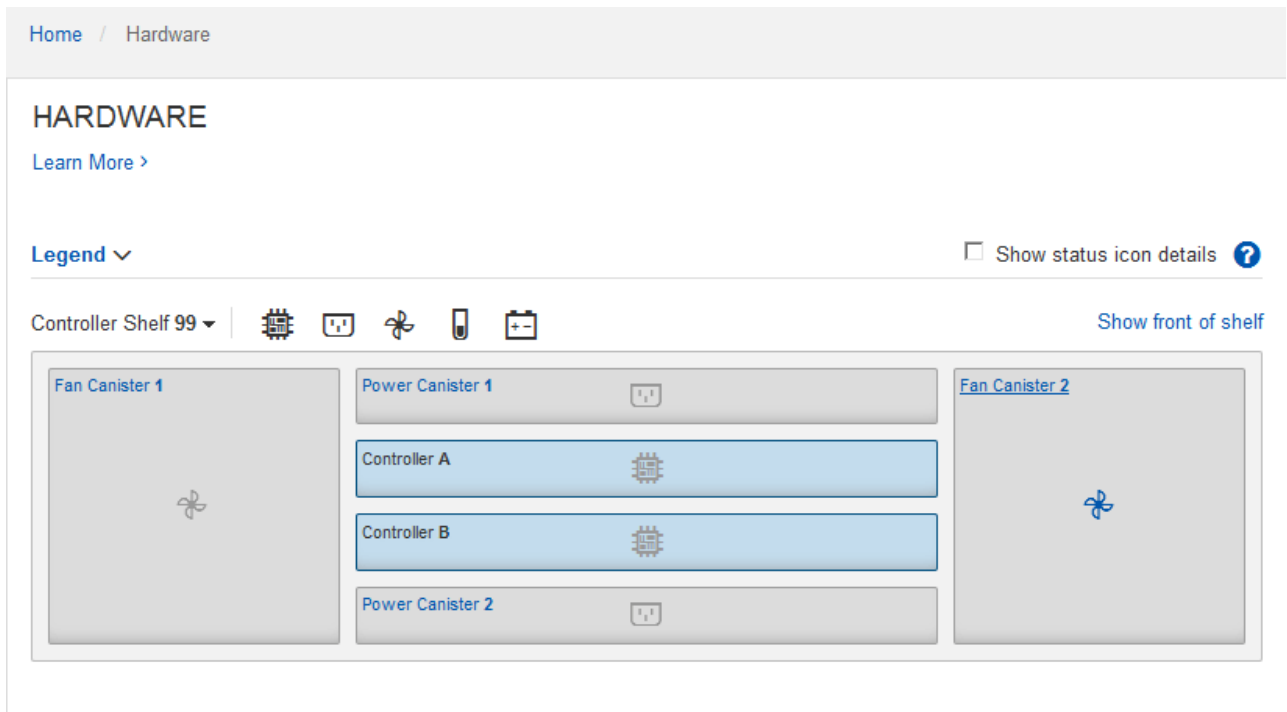 Home / Hardware
HARDWARE
Learn More >
Legend
Show status icon details ?
Controller Shelf 99
Show front of shelf
Fan Canister 1
Power Canister 1
Fan Canister 2
Controller A
Controller B
Power Canister 2